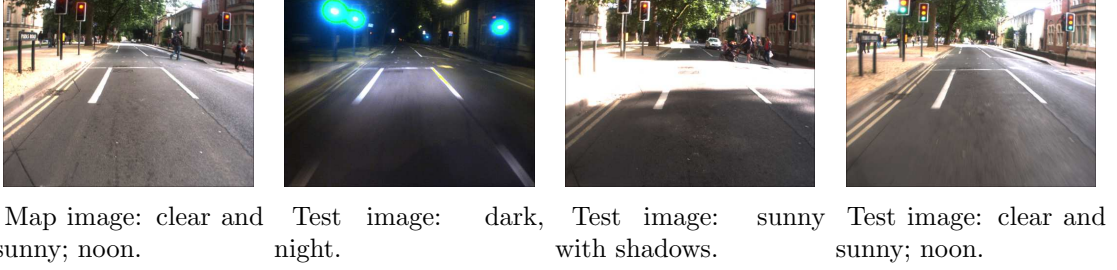 Map image: clear and
sunny; noon.
Test image: dark,
night.
Test image: sunny
with shadows.
Test image: clear and
sunny; noon.